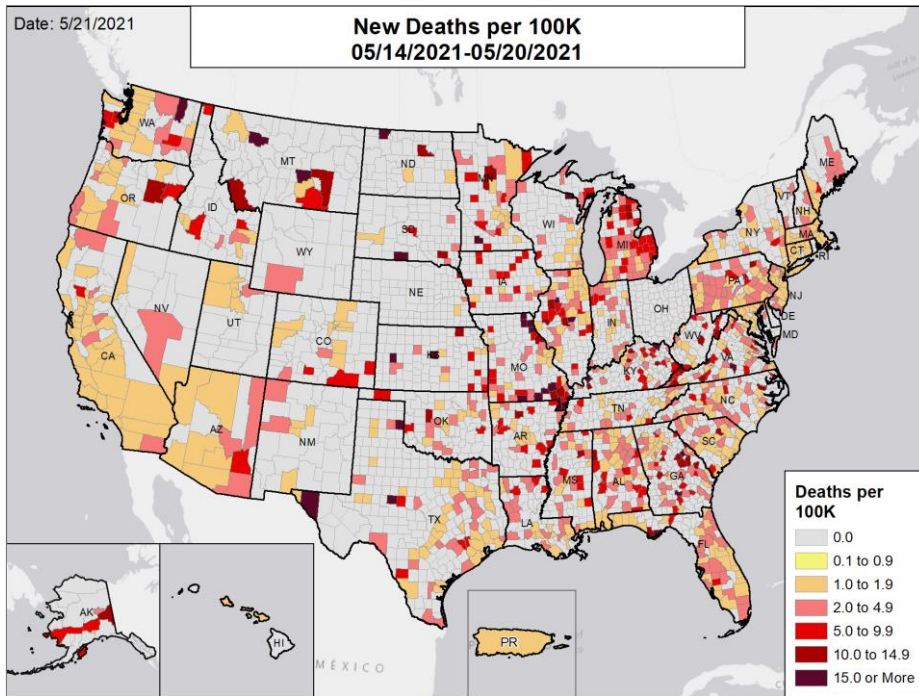 Date: 5/21/2021
New Deaths per 100K
05/14/2021-05/20/2021
WA
MT
ND
MN
ME
OR
ID
SD
WI
MI
VT
NH
NY
MA
CT
RI
WY
IA
PA
NJ
NV
UT
NE
IN
OH
DE
MD
CA
CO
KS
MO
WV
VA
KY
AZ
NM
OK
AR
TN
NC
SC
TX
LA
MS
AL
GA
FL
AK
HI
PR
MÉXICO
Deaths per
100K
0.0
0.1 to 0.9
1.0 to 1.9
2.0 to 4.9
5.0 to 9.9
10.0 to 14.9
15.0 or More